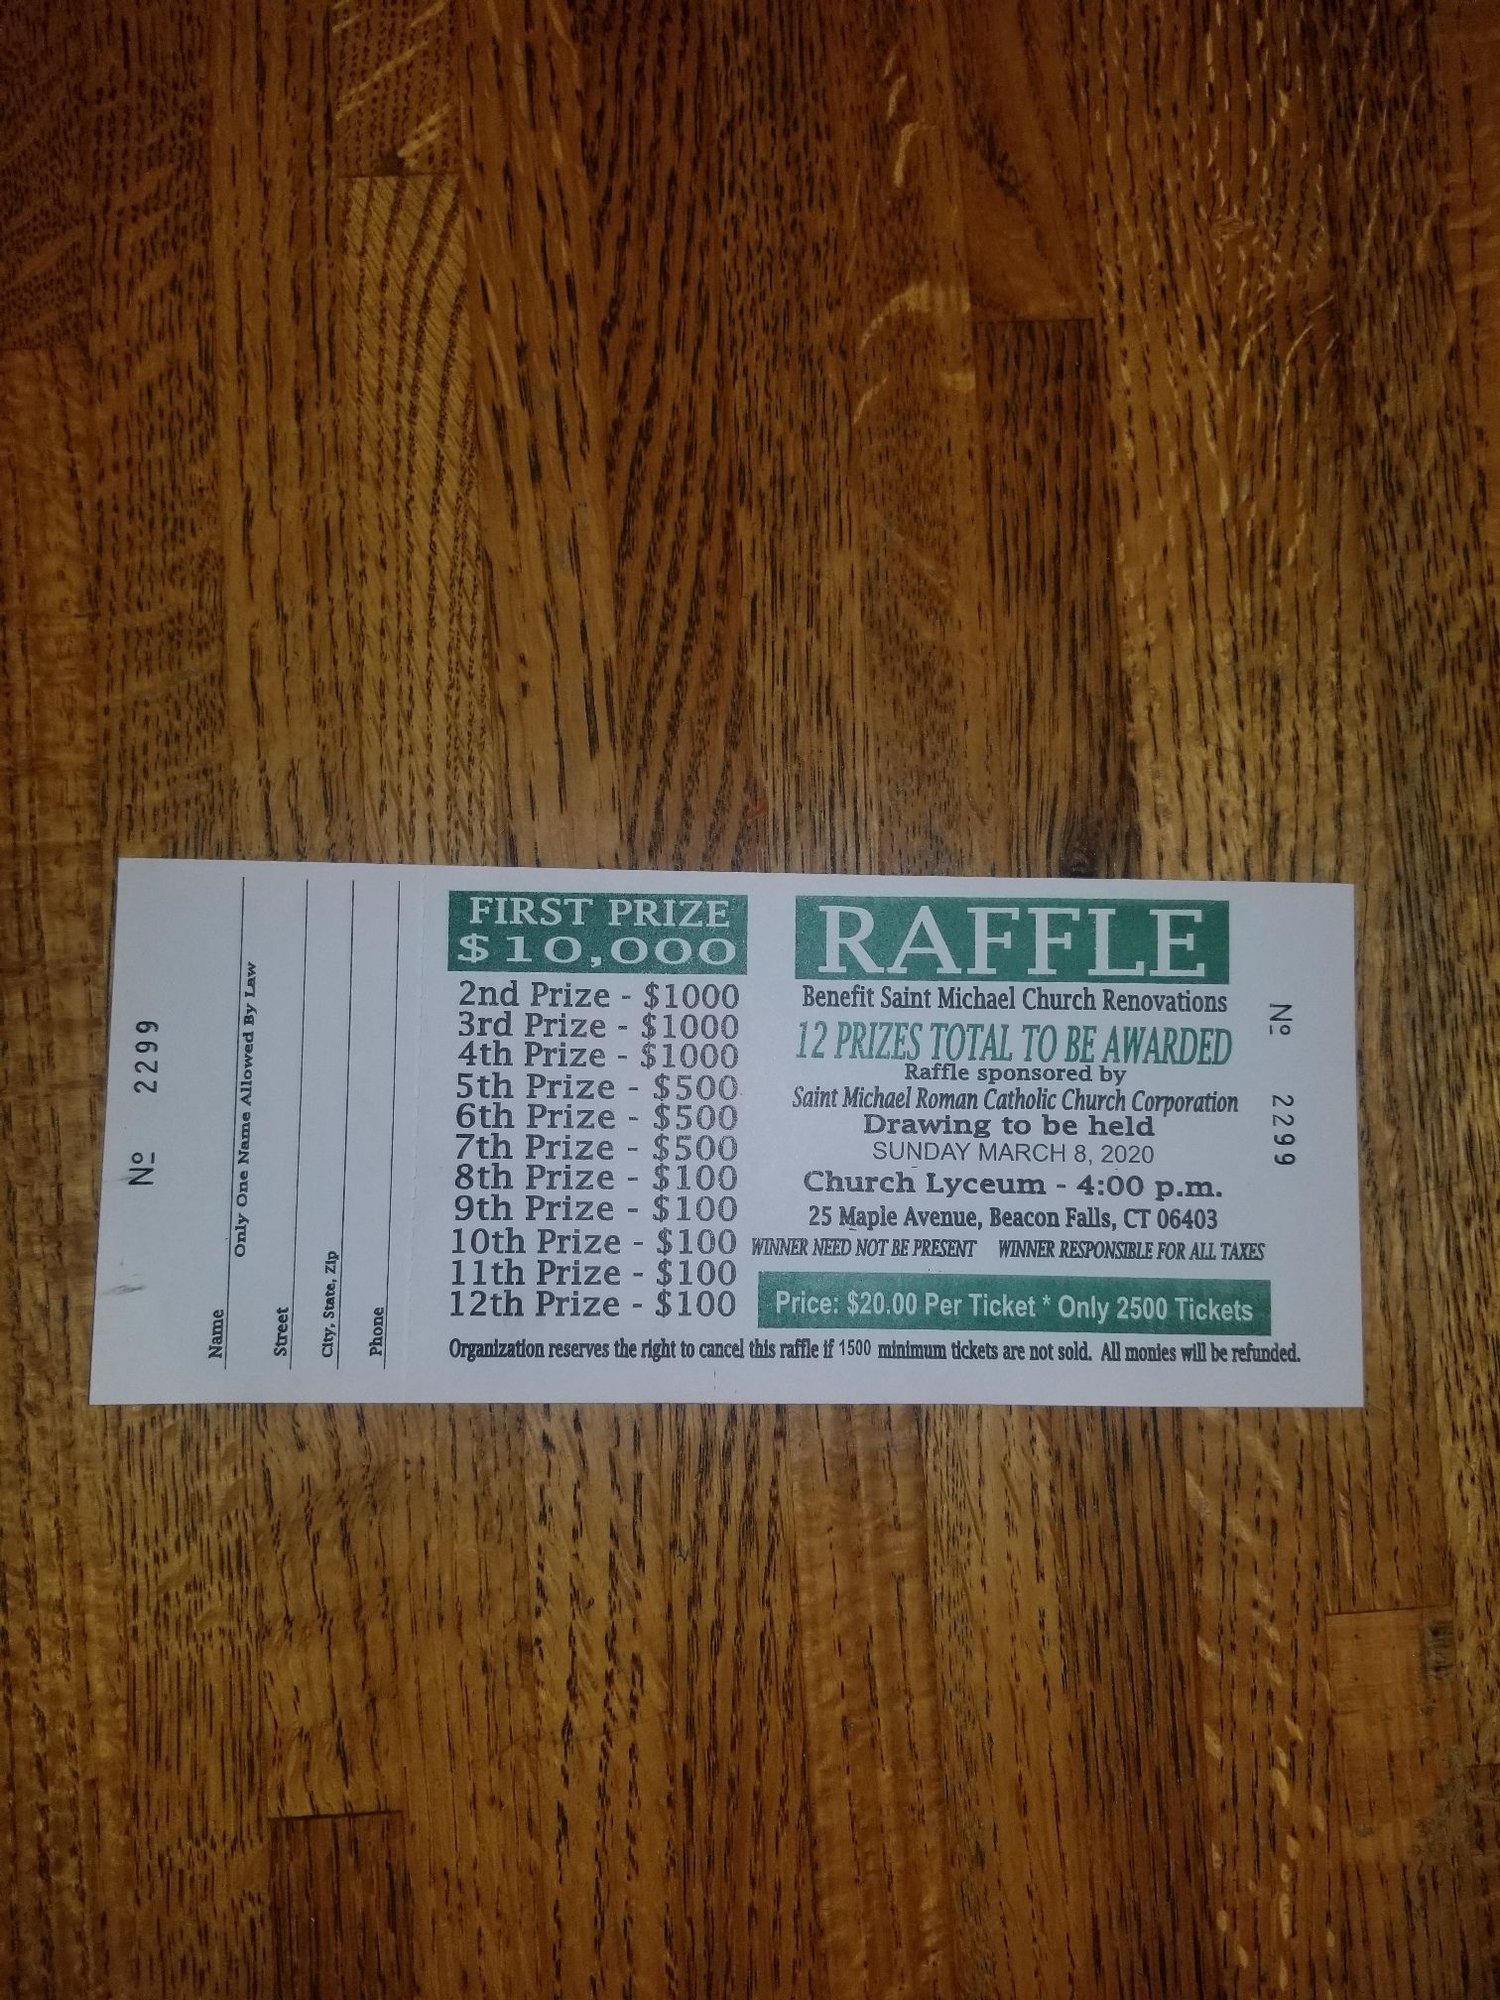 Nº 2299
Name
Only One Name Allowed By Law
Street
City, State, Zip
Phone
FIRST PRIZE
$10,000
2nd Prize - $1000
3rd Prize - $1000
4th Prize - $1000
5th Prize - $500
6th Prize - $500
7th Prize - $500
8th Prize - $100
9th Prize - $100
10th Prize - $100
11th Prize - $100
12th Prize - $100
RAFFLE
Benefit Saint Michael Church Renovations
12 PRIZES TOTAL TO BE AWARDED
Raffle sponsored by
Saint Michael Roman Catholic Church Corporation
Drawing to be held
SUNDAY MARCH 8, 2020
Church Lyceum - 4:00 p.m.
25 Maple Avenue, Beacon Falls, CT 06403
WINNER NEED NOT BE PRESENT WINNER RESPONSIBLE FOR ALL TAXES
Price: $20.00 Per Ticket * Only 2500 Tickets
Organization reserves the right to cancel this raffle if 1500 minimum tickets are not sold. All monies will be refunded.
Nº 2299